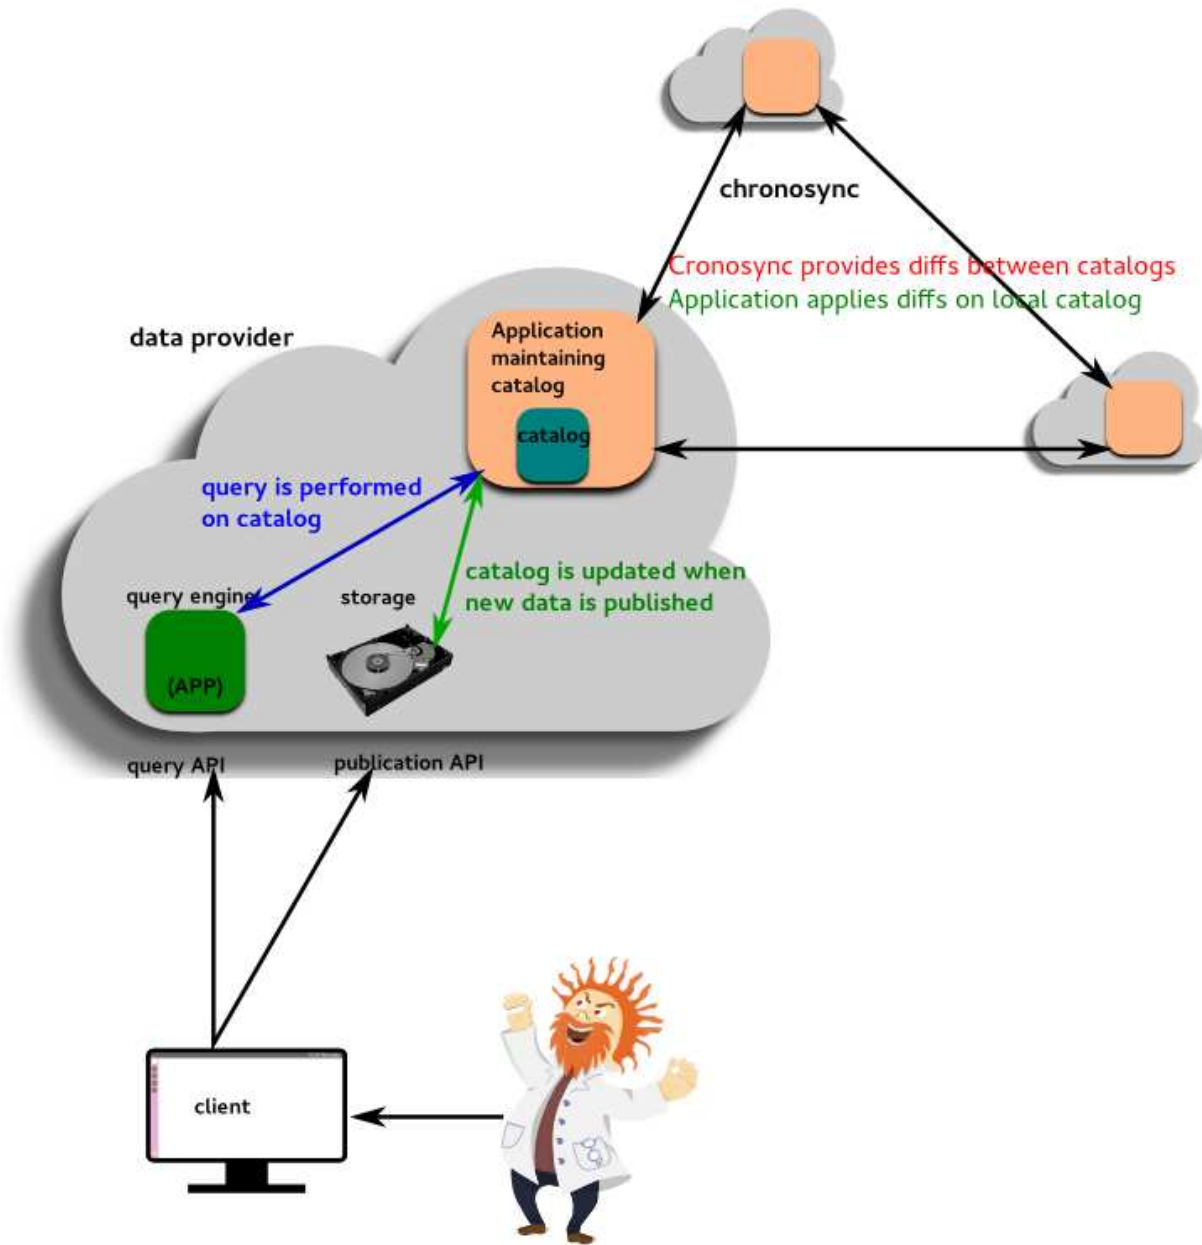 chronosync
Cronosync provides diffs between catalogs
Application applies diffs on local catalog
data provider
Application
maintaining
catalog
catalog
query is performed
on catalog
catalog is updated when
new data is published
query engine
storage
(APP)
query API
publication API
client